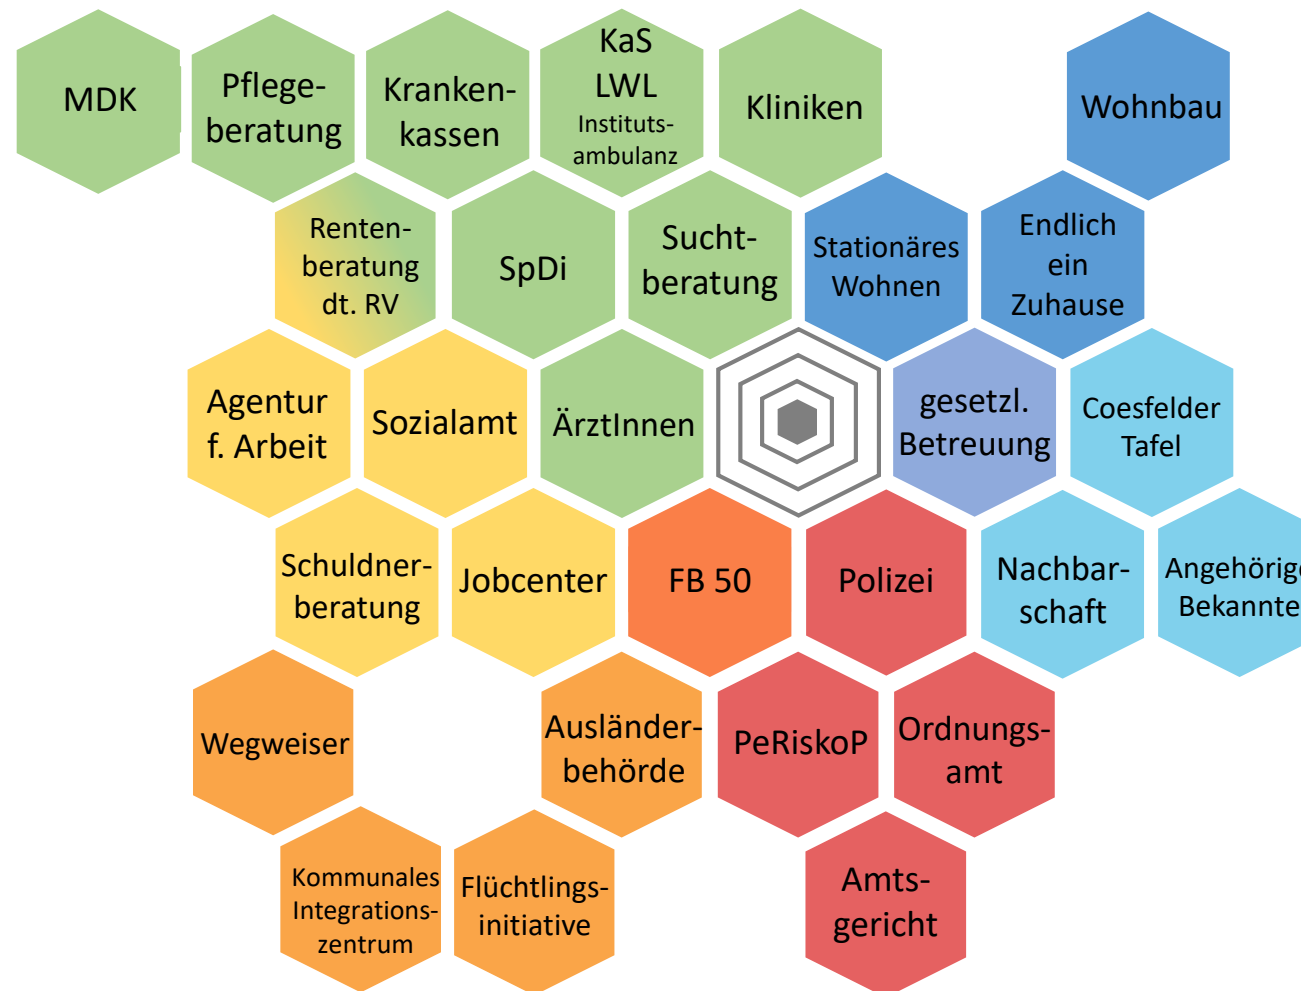 MDK
Pflege-
beratung
Kranken-
kassen
KaS
LWL
Instituts-
ambulanz
Kliniken
Wohnbau
Renten-
beratung
dt. RV
SpDi
Sucht-
beratung
Stationäres
Wohnen
Endlich
ein
Zuhause
Agentur
f. Arbeit
Sozialamt
ÄrztInnen
gesetzl.
Betreuung
Coesfelder
Tafel
Schuldner-
beratung
Jobcenter
FB 50
Polizei
Nachbar-
schaft
Angehörige
Bekannte
Wegweiser
Ausländer-
behörde
PeRiskoP
Ordnungs-
amt
Kommunales
Integrations-
zentrum
Flüchtlings-
initiative
Amts-
gericht